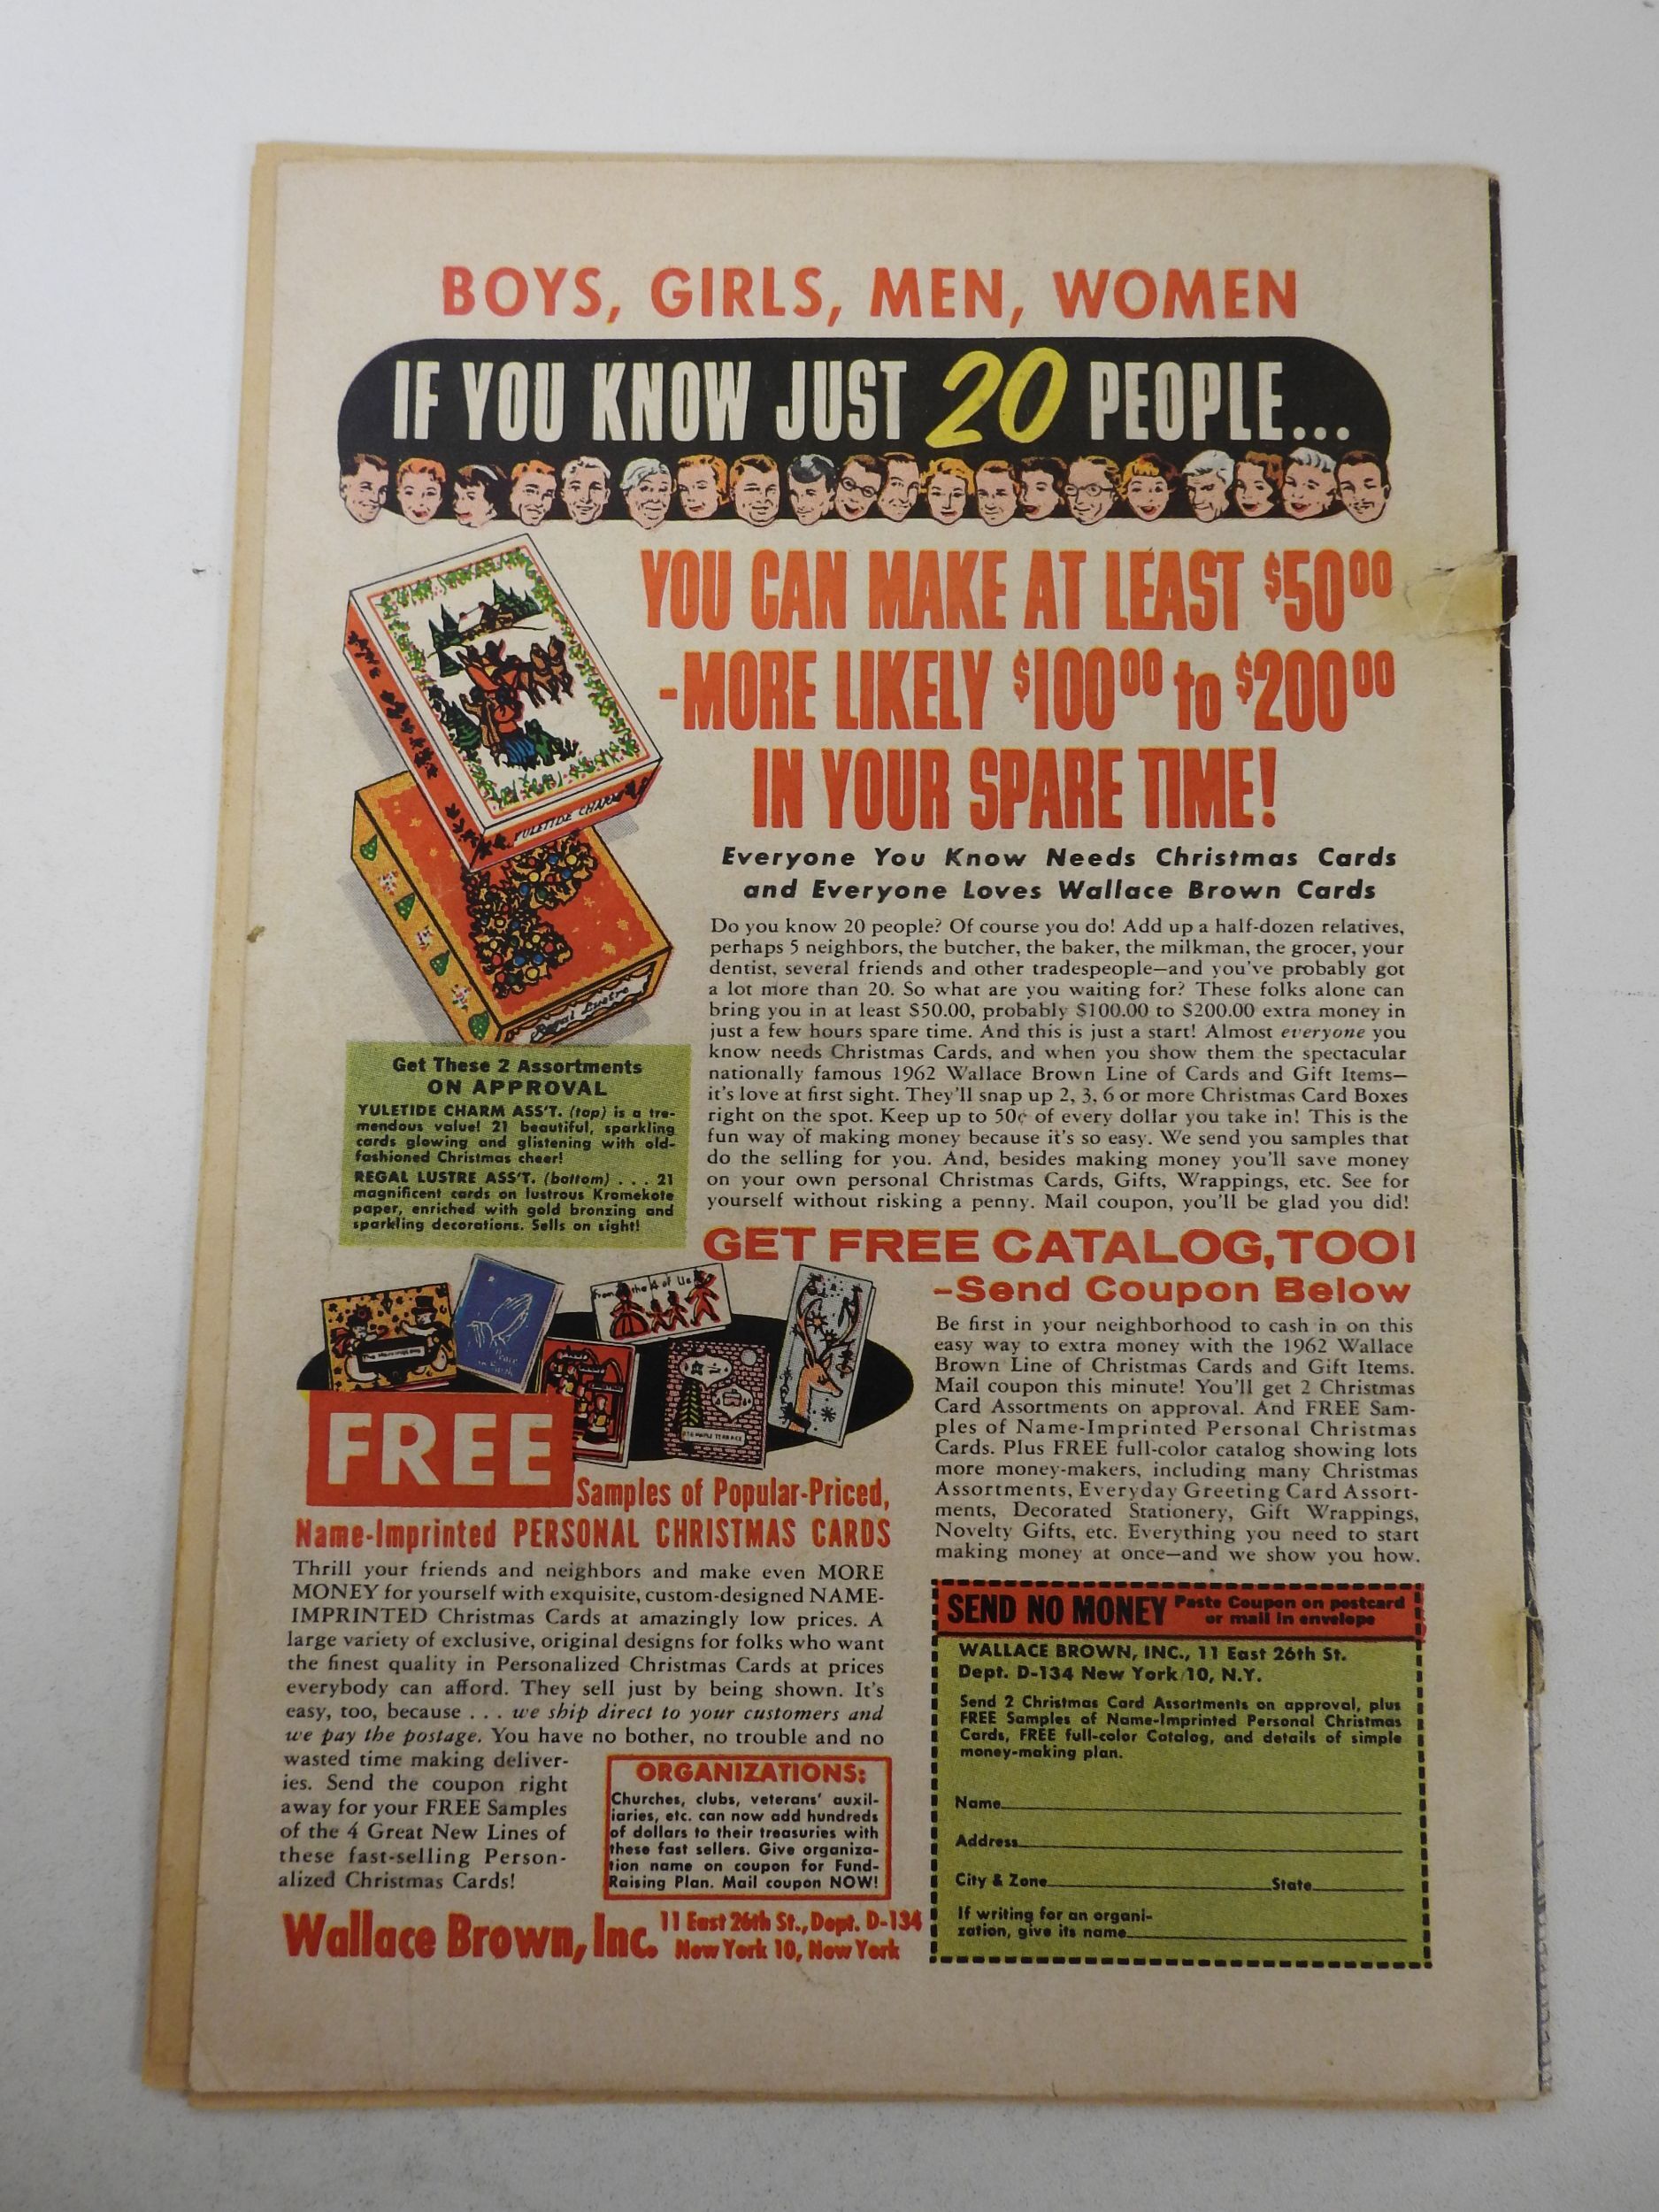 BOYS, GIRLS, MEN, WOMEN
IF YOU KNOW JUST 20 PEOPLE...
YOU CAN MAKE AT LEAST $50.00
-MORE LIKELY $100.00 to $200.00
IN YOUR SPARE TIME!
YULETIDE CHARM
Regal Lustre
Everyone You Know Needs Christmas Cards
and Everyone Loves Wallace Brown Cards
Do you know 20 people? Of course you do! Add up a half-dozen relatives,
perhaps 5 neighbors, the butcher, the baker, the milkman, the grocer, your
dentist, several friends and other tradespeople—and you've probably got
a lot more than 20. So what are you waiting for? These folks alone can
bring you in at least $50.00, probably $100.00 to $200.00 extra money in
just a few hours spare time. And this is just a start! Almost everyone you
know needs Christmas Cards, and when you show them the spectacular
nationally famous 1962 Wallace Brown Line of Cards and Gift Items—
it's love at first sight. They'll snap up 2, 3, 6 or more Christmas Card Boxes
right on the spot. Keep up to 50¢ of every dollar you take in! This is the
fun way of making money because it's so easy. We send you samples that
do the selling for you. And, besides making money you'll save money
on your own personal Christmas Cards, Gifts, Wrappings, etc. See for
yourself without risking a penny. Mail coupon, you'll be glad you did!
Get These 2 Assortments
ON APPROVAL
YULETIDE CHARM ASS'T. (top) is a tre-
mendous value! 21 beautiful, sparkling
cards glowing and glistening with old-
fashioned Christmas cheer!
REGAL LUSTRE ASS'T. (bottom) . . . 21
magnificent cards on lustrous Kromekote
paper, enriched with gold bronzing and
sparkling decorations. Sells on sight!
GET FREE CATALOG, TOO!
-Send Coupon Below
Be first in your neighborhood to cash in on this
easy way to extra money with the 1962 Wallace
Brown Line of Christmas Cards and Gift Items.
Mail coupon this minute! You'll get 2 Christmas
Card Assortments on approval. And FREE Sam-
ples of Name-Imprinted Personal Christmas
Cards. Plus FREE full-color catalog showing lots
more money-makers, including many Christmas
Assortments, Everyday Greeting Card Assort-
ments, Decorated Stationery, Gift Wrappings,
Novelty Gifts, etc. Everything you need to start
making money at once—and we show you how.
Peace on Earth
From the 4 of Us
FREE
Samples of Popular-Priced,
Name-Imprinted PERSONAL CHRISTMAS CARDS
Thrill your friends and neighbors and make even MORE
MONEY for yourself with exquisite, custom-designed NAME-
IMPRINTED Christmas Cards at amazingly low prices. A
large variety of exclusive, original designs for folks who want
the finest quality in Personalized Christmas Cards at prices
everybody can afford. They sell just by being shown. It's
easy, too, because . . . we ship direct to your customers and
we pay the postage. You have no bother, no trouble and no
wasted time making deliver-
ies. Send the coupon right
away for your FREE Samples
of the 4 Great New Lines of
these fast-selling Person-
alized Christmas Cards!
ORGANIZATIONS:
Churches, clubs, veterans' auxil-
iaries, etc. can now add hundreds
of dollars to their treasuries with
these fast sellers. Give organiza-
tion name on coupon for Fund-
Raising Plan. Mail coupon NOW!
Wallace Brown, Inc. 11 East 26th St., Dept. D-134
New York 10, New York
SEND NO MONEY Paste Coupon on postcard
or mail in envelope
WALLACE BROWN, INC., 11 East 26th St.
Dept. D-134 New York 10, N.Y.
Send 2 Christmas Card Assortments on approval, plus
FREE Samples of Name-Imprinted Personal Christmas
Cards, FREE full-color Catalog, and details of simple
money-making plan.
Name
Address
City & Zone State
If writing for an organi-
zation, give its name